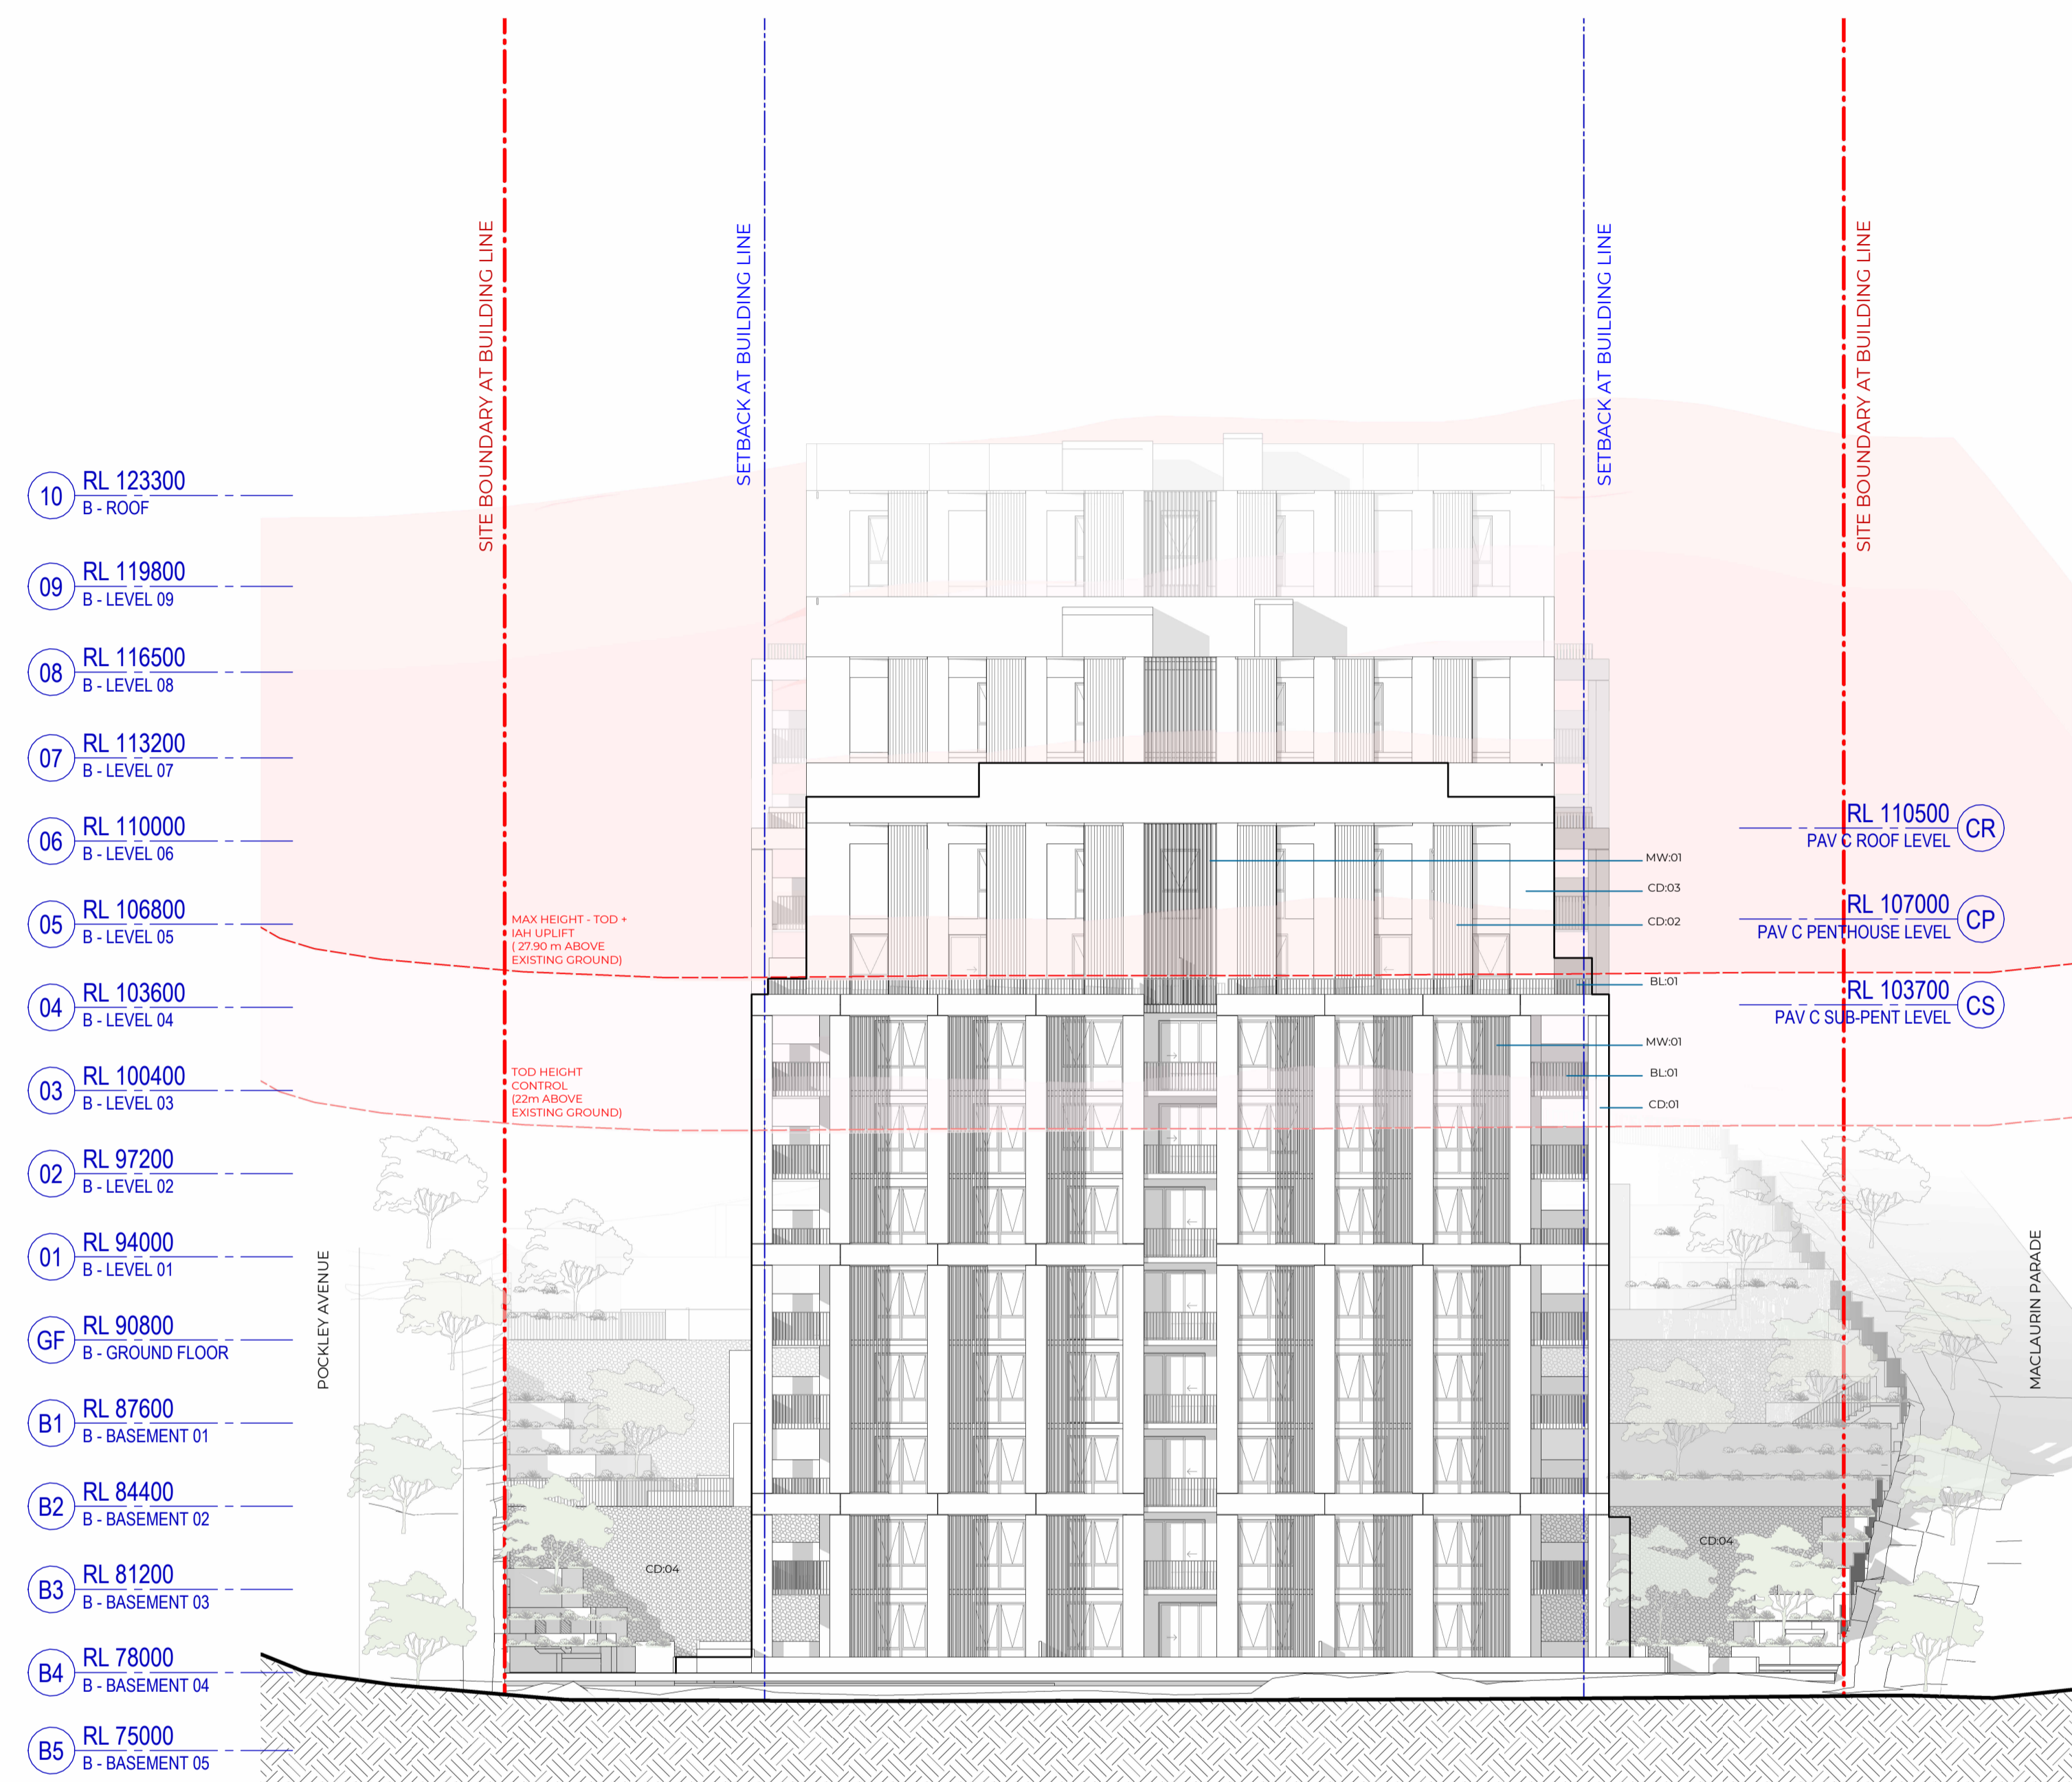 SITE BOUNDARY AT BUILDING LINE
SETBACK AT BUILDING LINE
SETBACK AT BUILDING LINE
SITE BOUNDARY AT BUILDING LINE
10
RL 123300
B - ROOF
09
RL 119800
B - LEVEL 09
08
RL 116500
B - LEVEL 08
07
RL 113200
B - LEVEL 07
06
RL 110000
B - LEVEL 06
05
RL 106800
B - LEVEL 05
04
RL 103600
B - LEVEL 04
03
RL 100400
B - LEVEL 03
02
RL 97200
B - LEVEL 02
01
RL 94000
B - LEVEL 01
GF
RL 90800
B - GROUND FLOOR
B1
RL 87600
B - BASEMENT 01
B2
RL 84400
B - BASEMENT 02
B3
RL 81200
B - BASEMENT 03
B4
RL 78000
B - BASEMENT 04
B5
RL 75000
B - BASEMENT 05
POCKLEY AVENUE
MAX HEIGHT - TOD +
IAH UPLIFT
( 27.90 m ABOVE
EXISTING GROUND)
TOD HEIGHT
CONTROL
(22m ABOVE
EXISTING GROUND)
CD:04
MW:01
CD:03
CD:02
BL:01
MW:01
BL:01
CD:01
CD:04
RL 110500
PAV C ROOF LEVEL
CR
RL 107000
PAV C PENTHOUSE LEVEL
CP
RL 103700
PAV C SUB-PENT LEVEL
CS
MACLAURIN PARADE